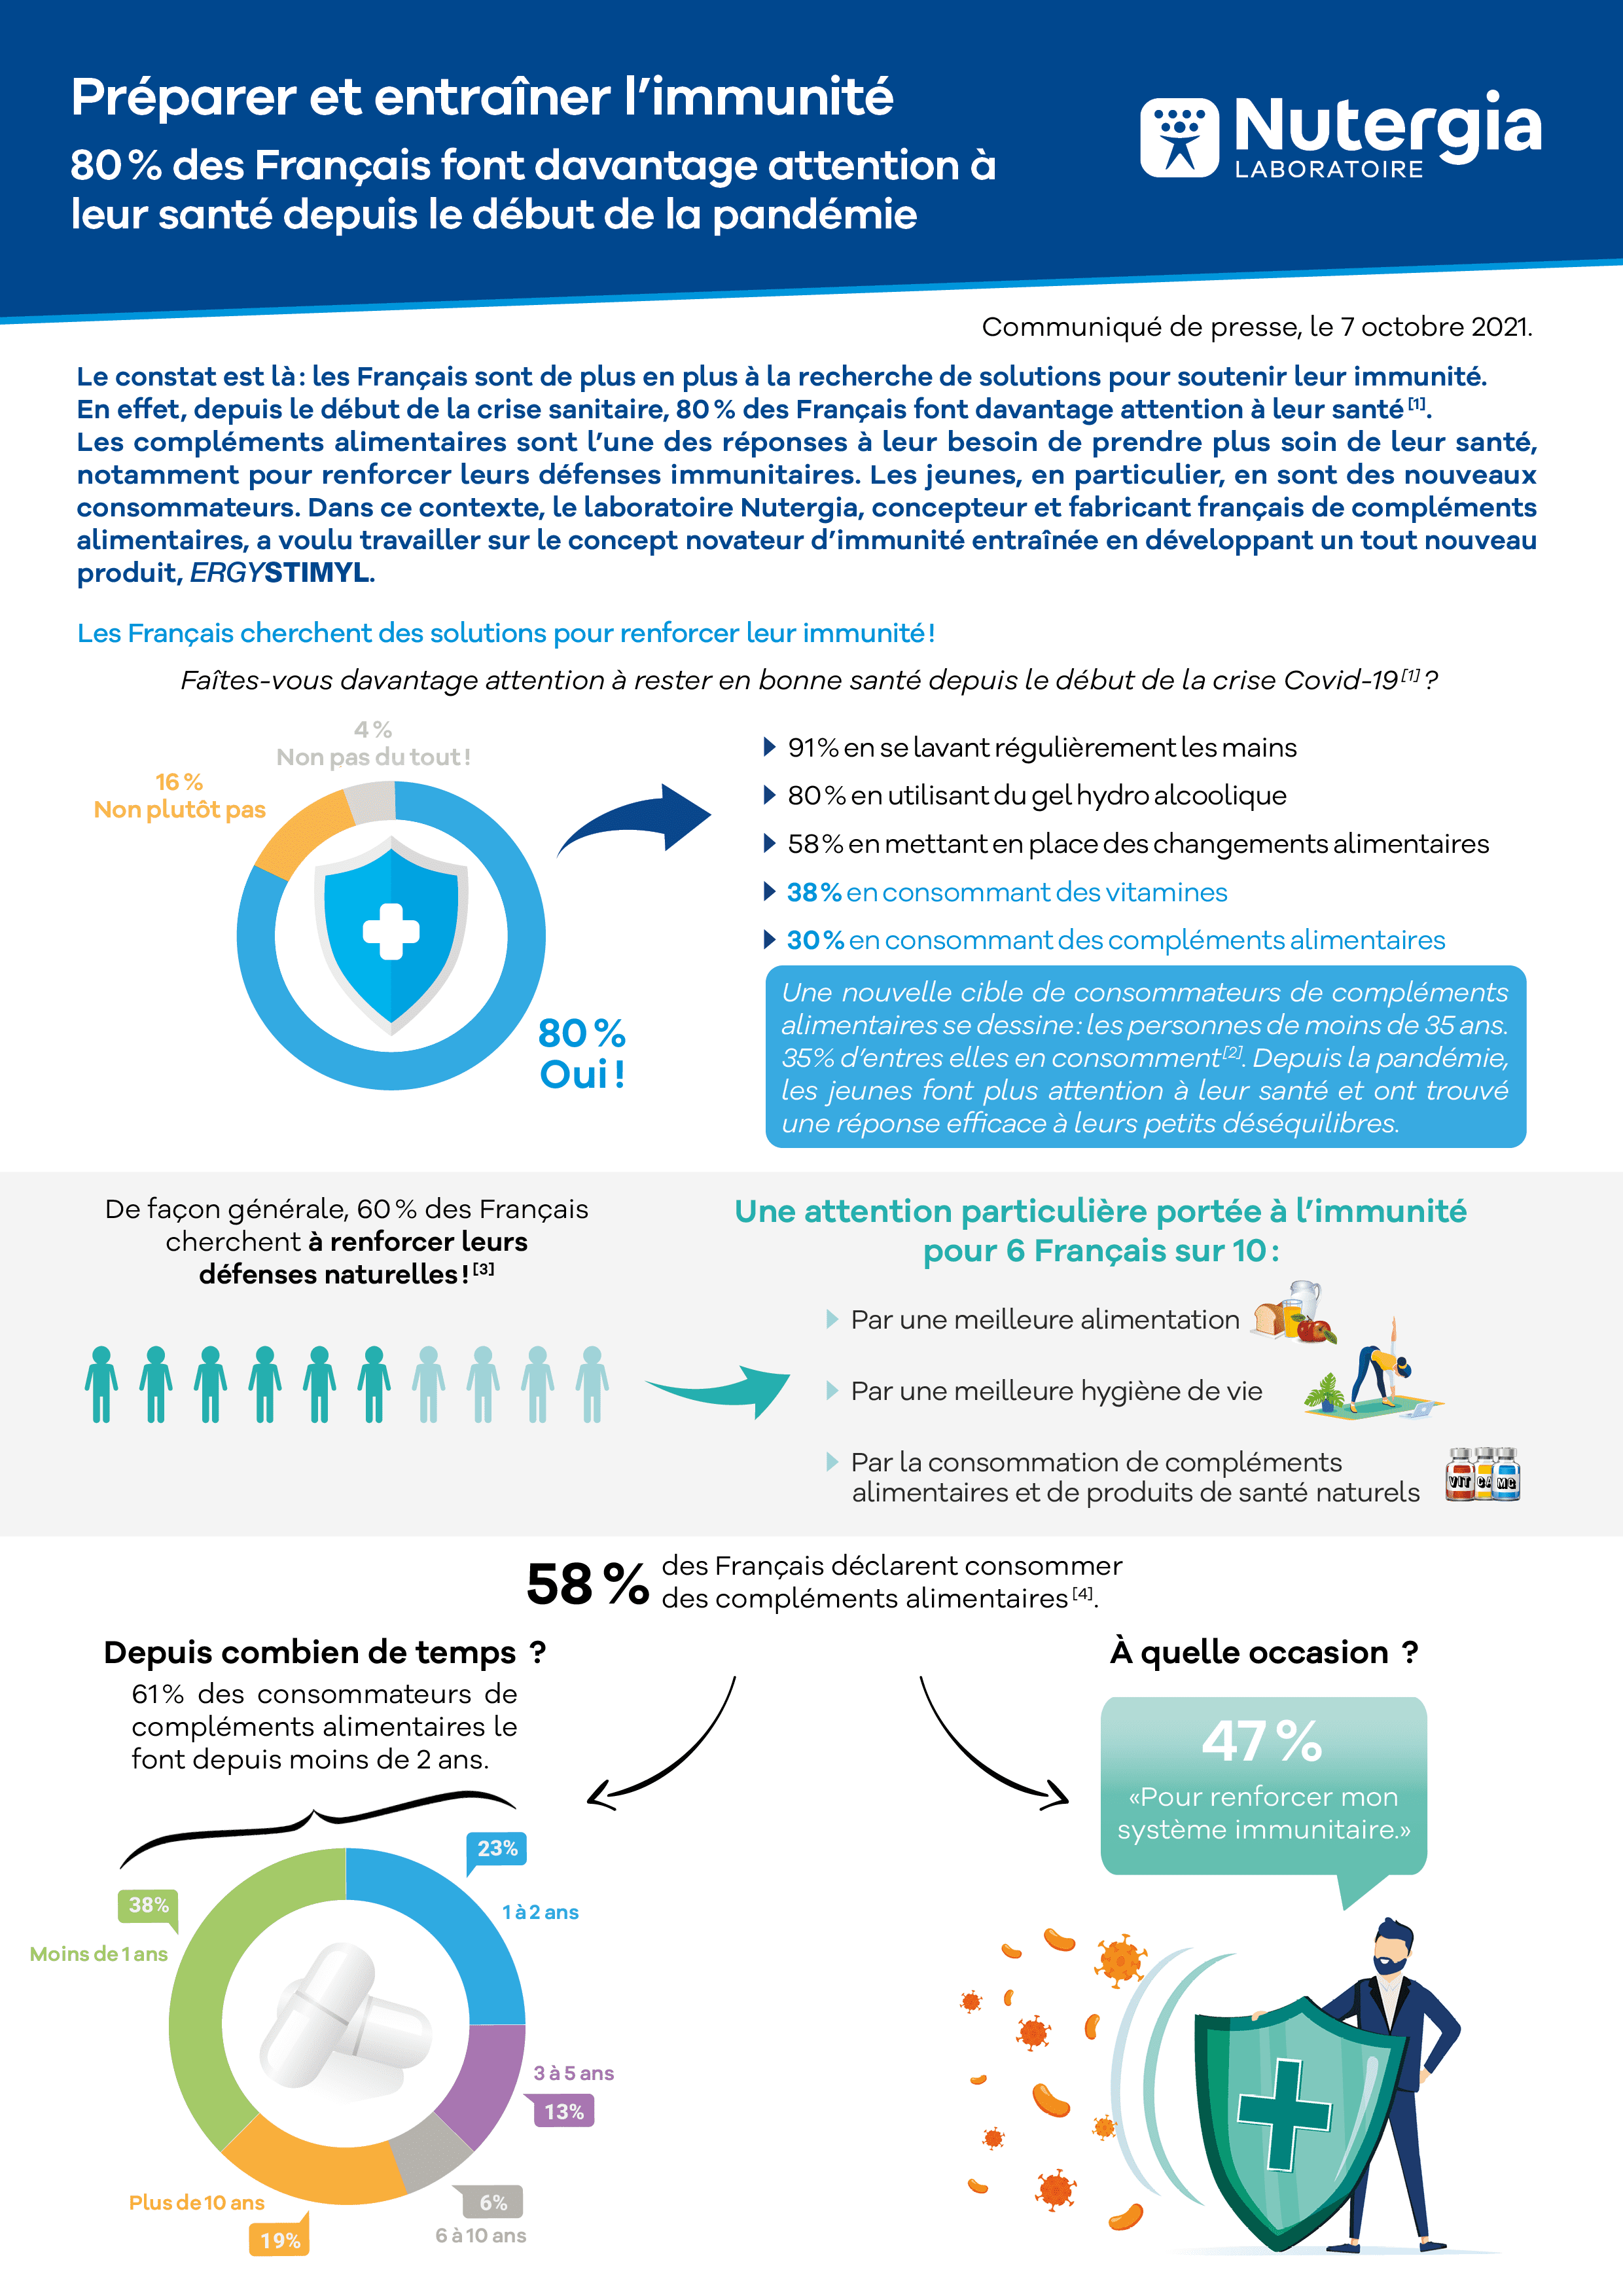 Préparer et entraîner l’immunité
80 % des Français font davantage attention à
leur santé depuis le début de la pandémie
Nutergia
LABORATOIRE
Communiqué de presse, le 7 octobre 2021.
Le constat est là : les Français sont de plus en plus à la recherche de solutions pour soutenir leur immunité.
En effet, depuis le début de la crise sanitaire, 80 % des Français font davantage attention à leur santé [1].
Les compléments alimentaires sont l’une des réponses à leur besoin de prendre plus soin de leur santé,
notamment pour renforcer leurs défenses immunitaires. Les jeunes, en particulier, en sont des nouveaux
consommateurs. Dans ce contexte, le laboratoire Nutergia, concepteur et fabricant français de compléments
alimentaires, a voulu travailler sur le concept novateur d’immunité entraînée en développant un tout nouveau
produit, ERGYSTIMYL.
Les Français cherchent des solutions pour renforcer leur immunité !
Faîtes-vous davantage attention à rester en bonne santé depuis le début de la crise Covid-19 [1] ?
4 %
Non pas du tout !
16 %
Non plutôt pas
80 %
Oui !
91 % en se lavant régulièrement les mains
80 % en utilisant du gel hydro alcoolique
58 % en mettant en place des changements alimentaires
38 % en consommant des vitamines
30 % en consommant des compléments alimentaires
Une nouvelle cible de consommateurs de compléments
alimentaires se dessine : les personnes de moins de 35 ans.
35% d’entres elles en consomment [2]. Depuis la pandémie,
les jeunes font plus attention à leur santé et ont trouvé
une réponse efficace à leurs petits déséquilibres.
De façon générale, 60 % des Français
cherchent à renforcer leurs
défenses naturelles ! [3]
Une attention particulière portée à l’immunité
pour 6 Français sur 10 :
Par une meilleure alimentation
Par une meilleure hygiène de vie
Par la consommation de compléments
alimentaires et de produits de santé naturels
VIT CA MG
58 %
des Français déclarent consommer
des compléments alimentaires [4].
Depuis combien de temps ?
61 % des consommateurs de
compléments alimentaires le
font depuis moins de 2 ans.
23%
1 à 2 ans
38%
Moins de 1 ans
3 à 5 ans
13%
6%
6 à 10 ans
Plus de 10 ans
19%
À quelle occasion ?
47 %
«Pour renforcer mon
système immunitaire.»